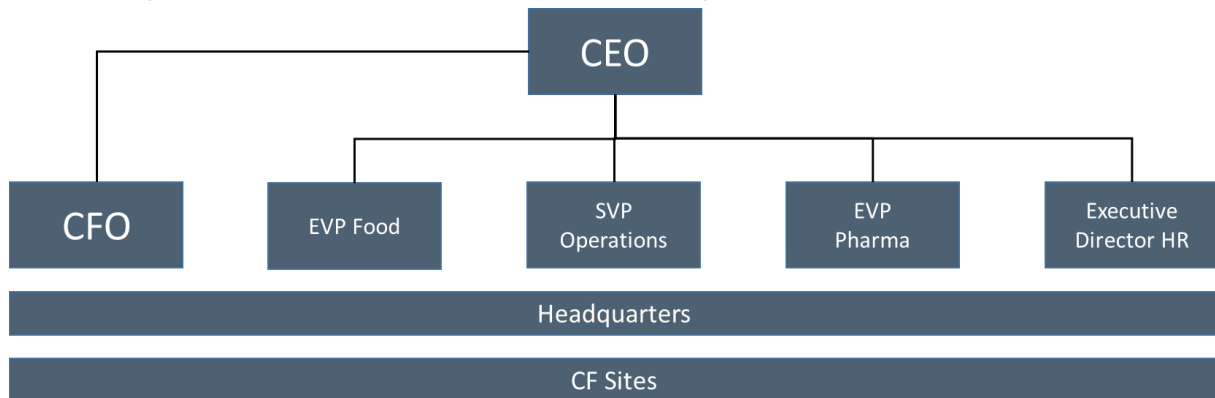 CEO
CFO
EVP Food
SVP
Operations
EVP
Pharma
Executive
Director HR
Headquarters
CF Sites